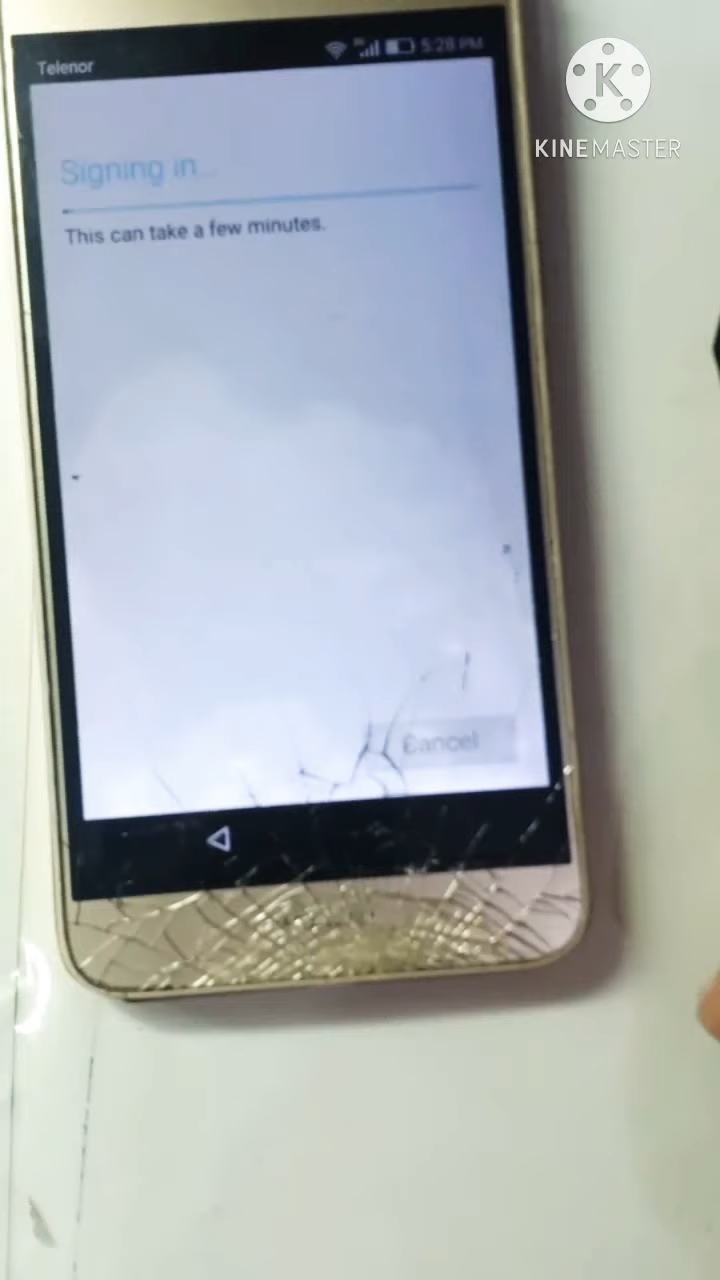 Telenor
5:28 PM
K
KINEMASTER
Signing in...
This can take a few minutes.
Cancel